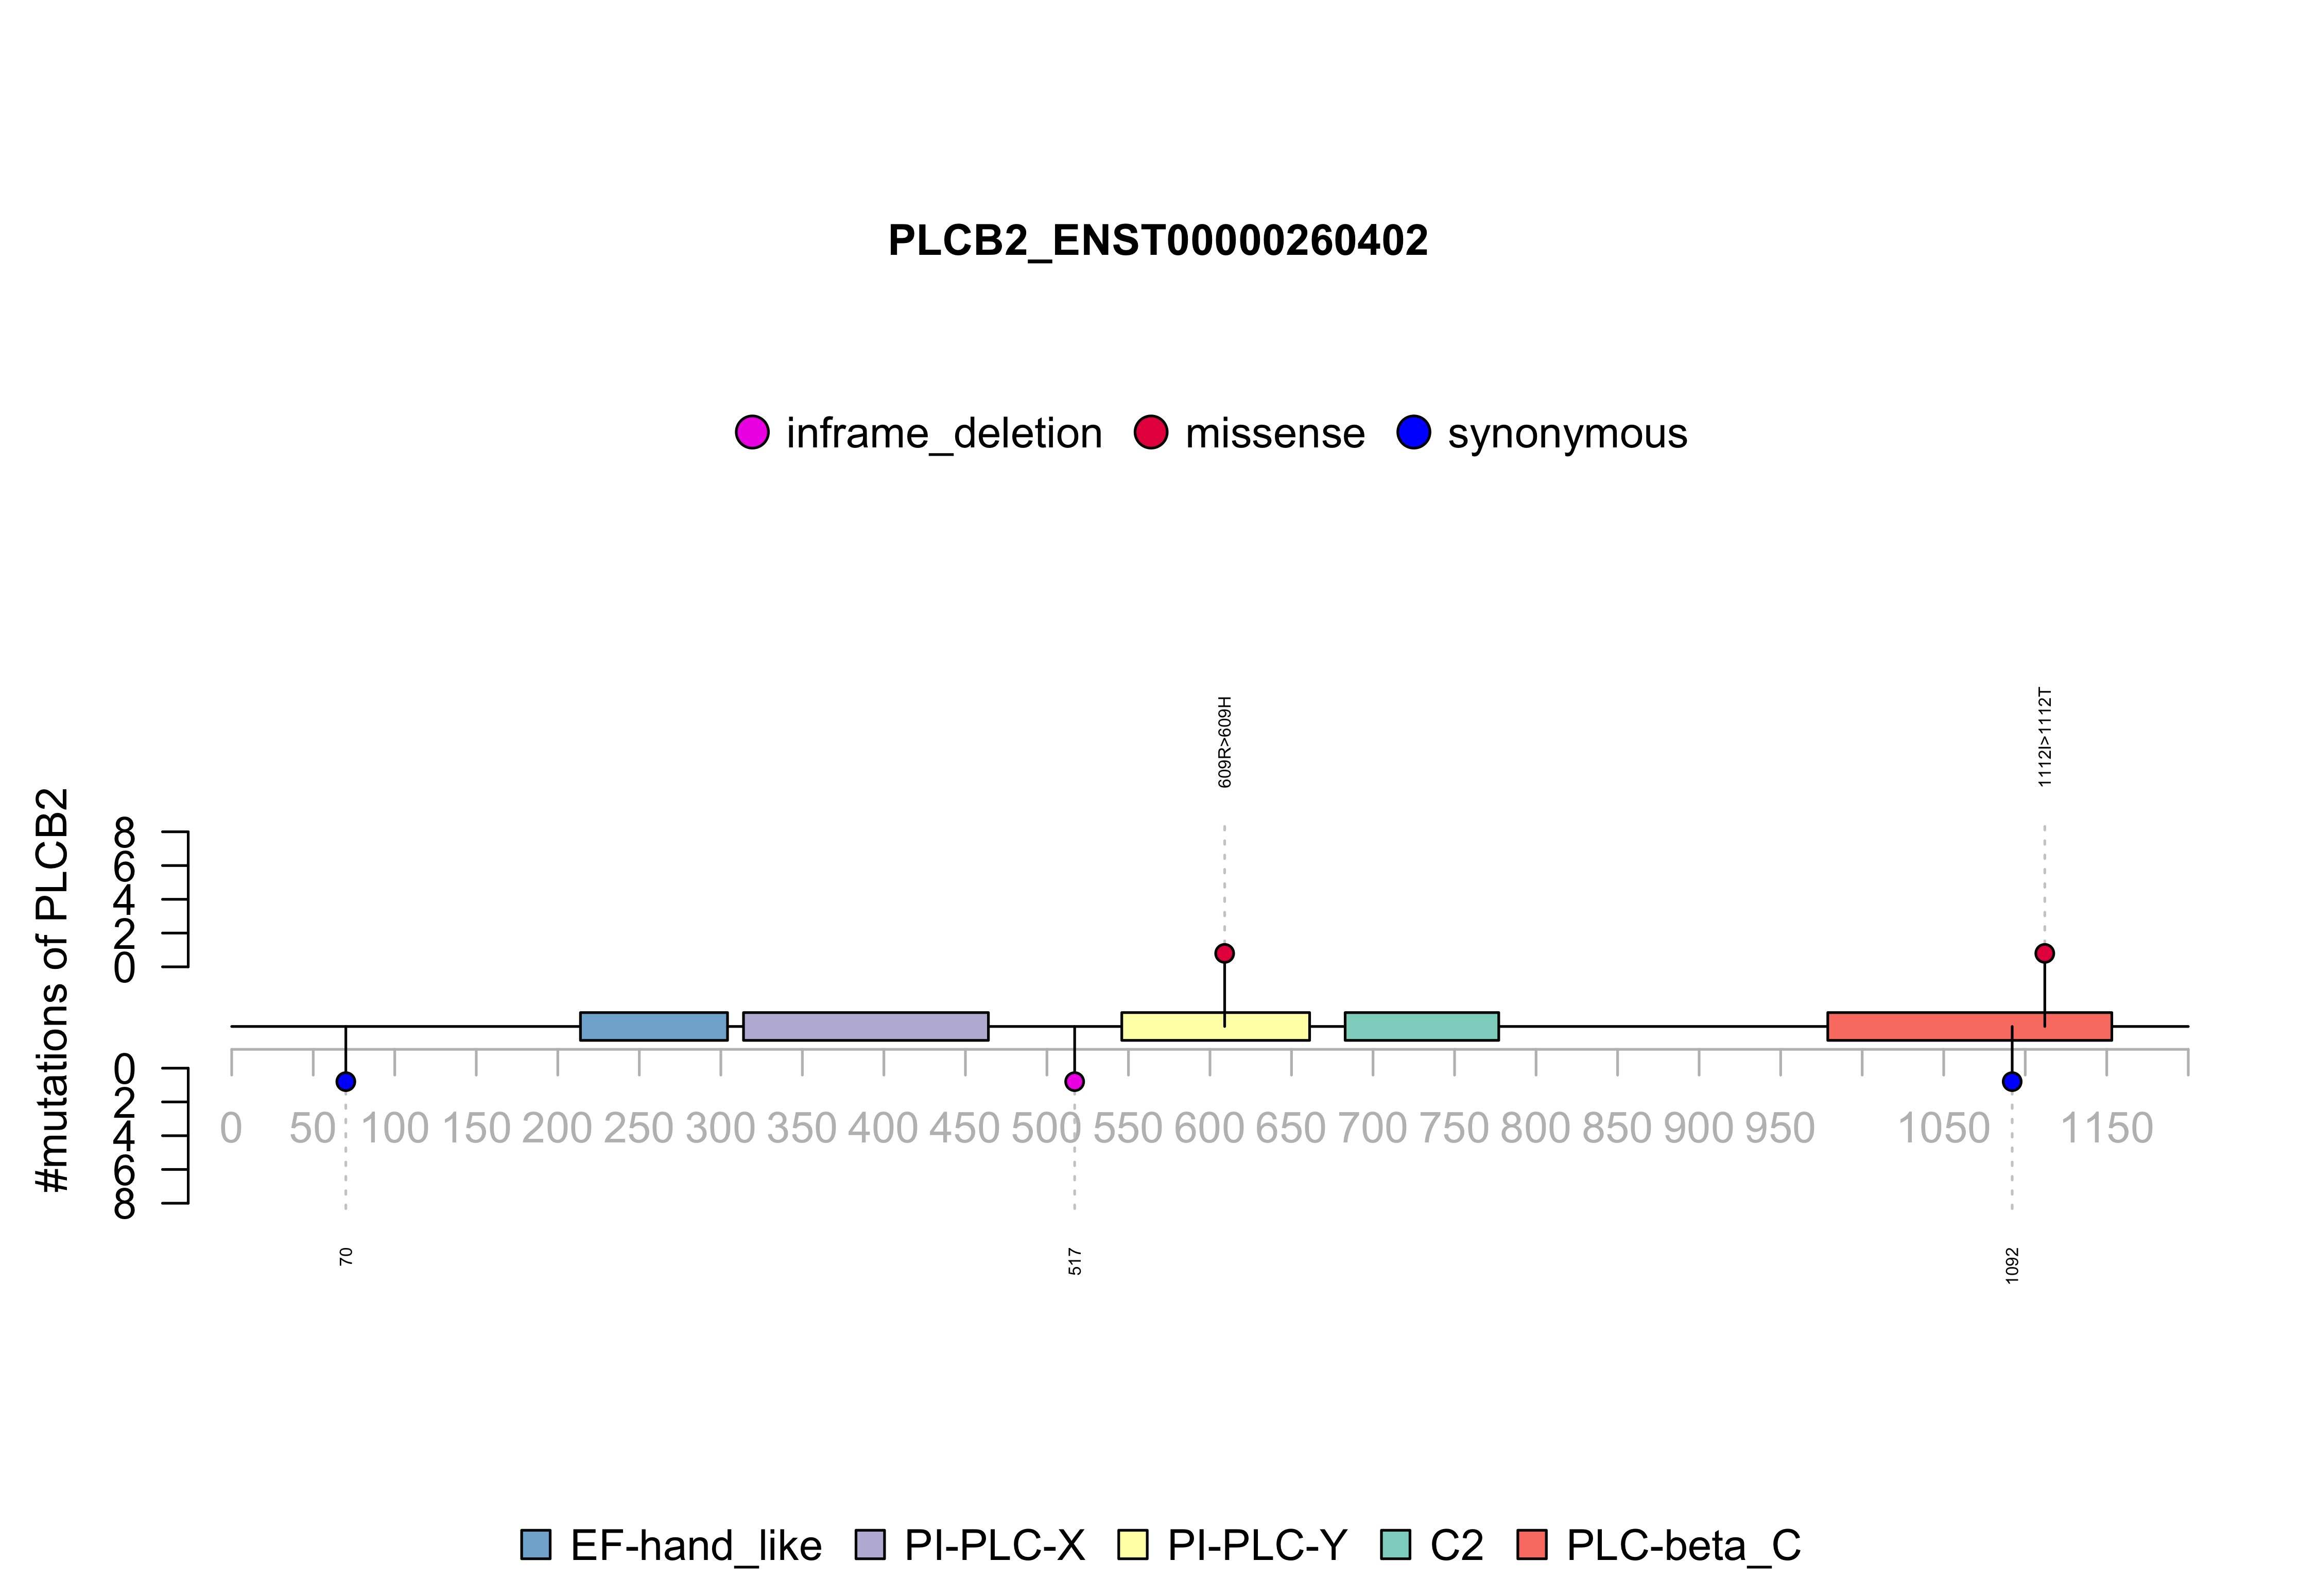 PLCB2_ENST00000260402
inframe_deletion missense synonymous
609R>609H
1112I>1112T
#mutations of PLCB2
8
6
4
2
0
0
2
4
6
8
0 50 100 150 200 250 300 350 400 450 500 550 600 650 700 750 800 850 900 950 1050 1150
70
517
1092
EF-hand_like PI-PLC-X PI-PLC-Y C2 PLC-beta_C